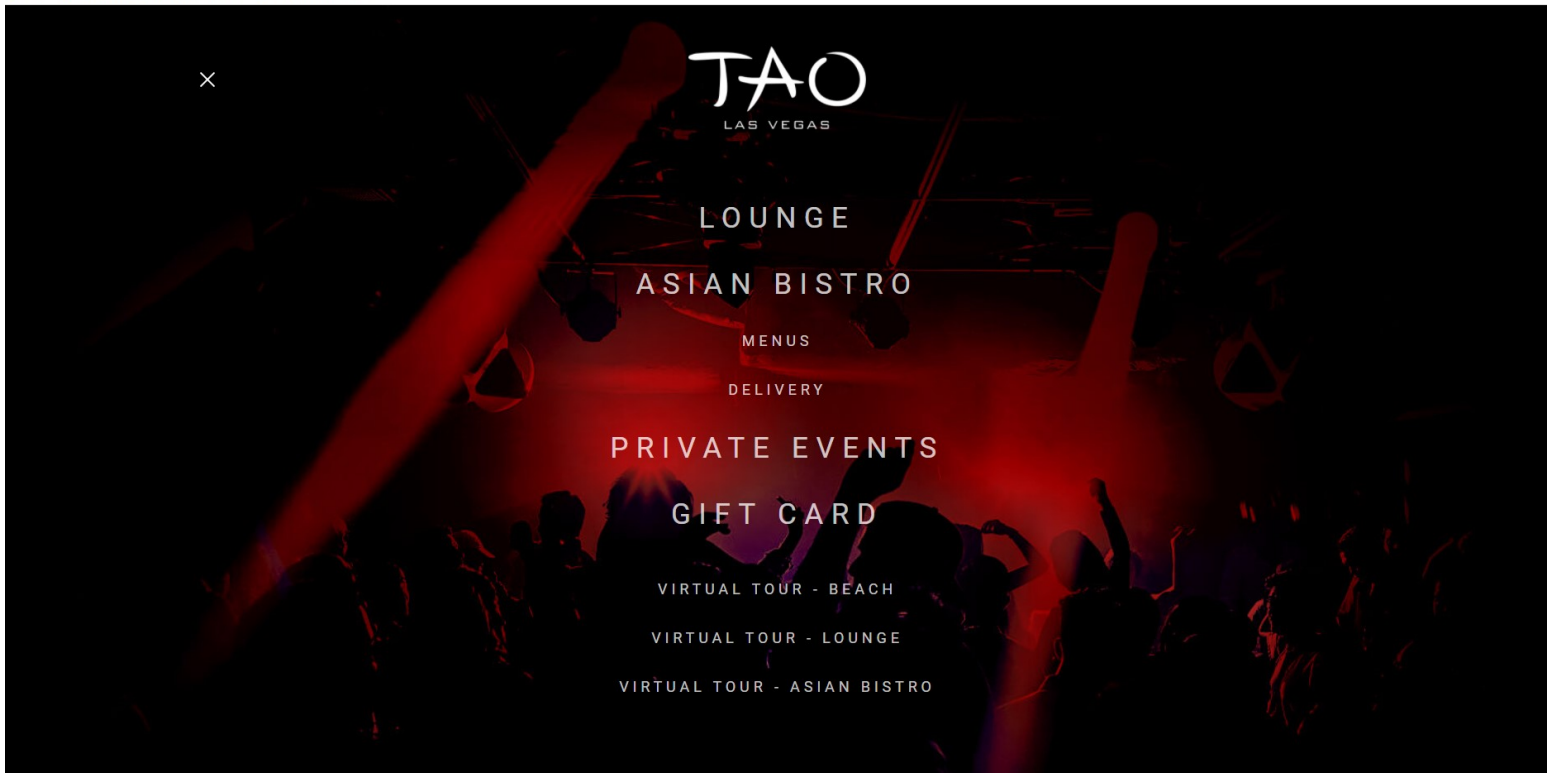 TAO
LAS VEGAS
LOUNGE
ASIAN BISTRO
MENUS
DELIVERY
PRIVATE EVENTS
GIFT CARD
VIRTUAL TOUR - BEACH
VIRTUAL TOUR - LOUNGE
VIRTUAL TOUR - ASIAN BISTRO